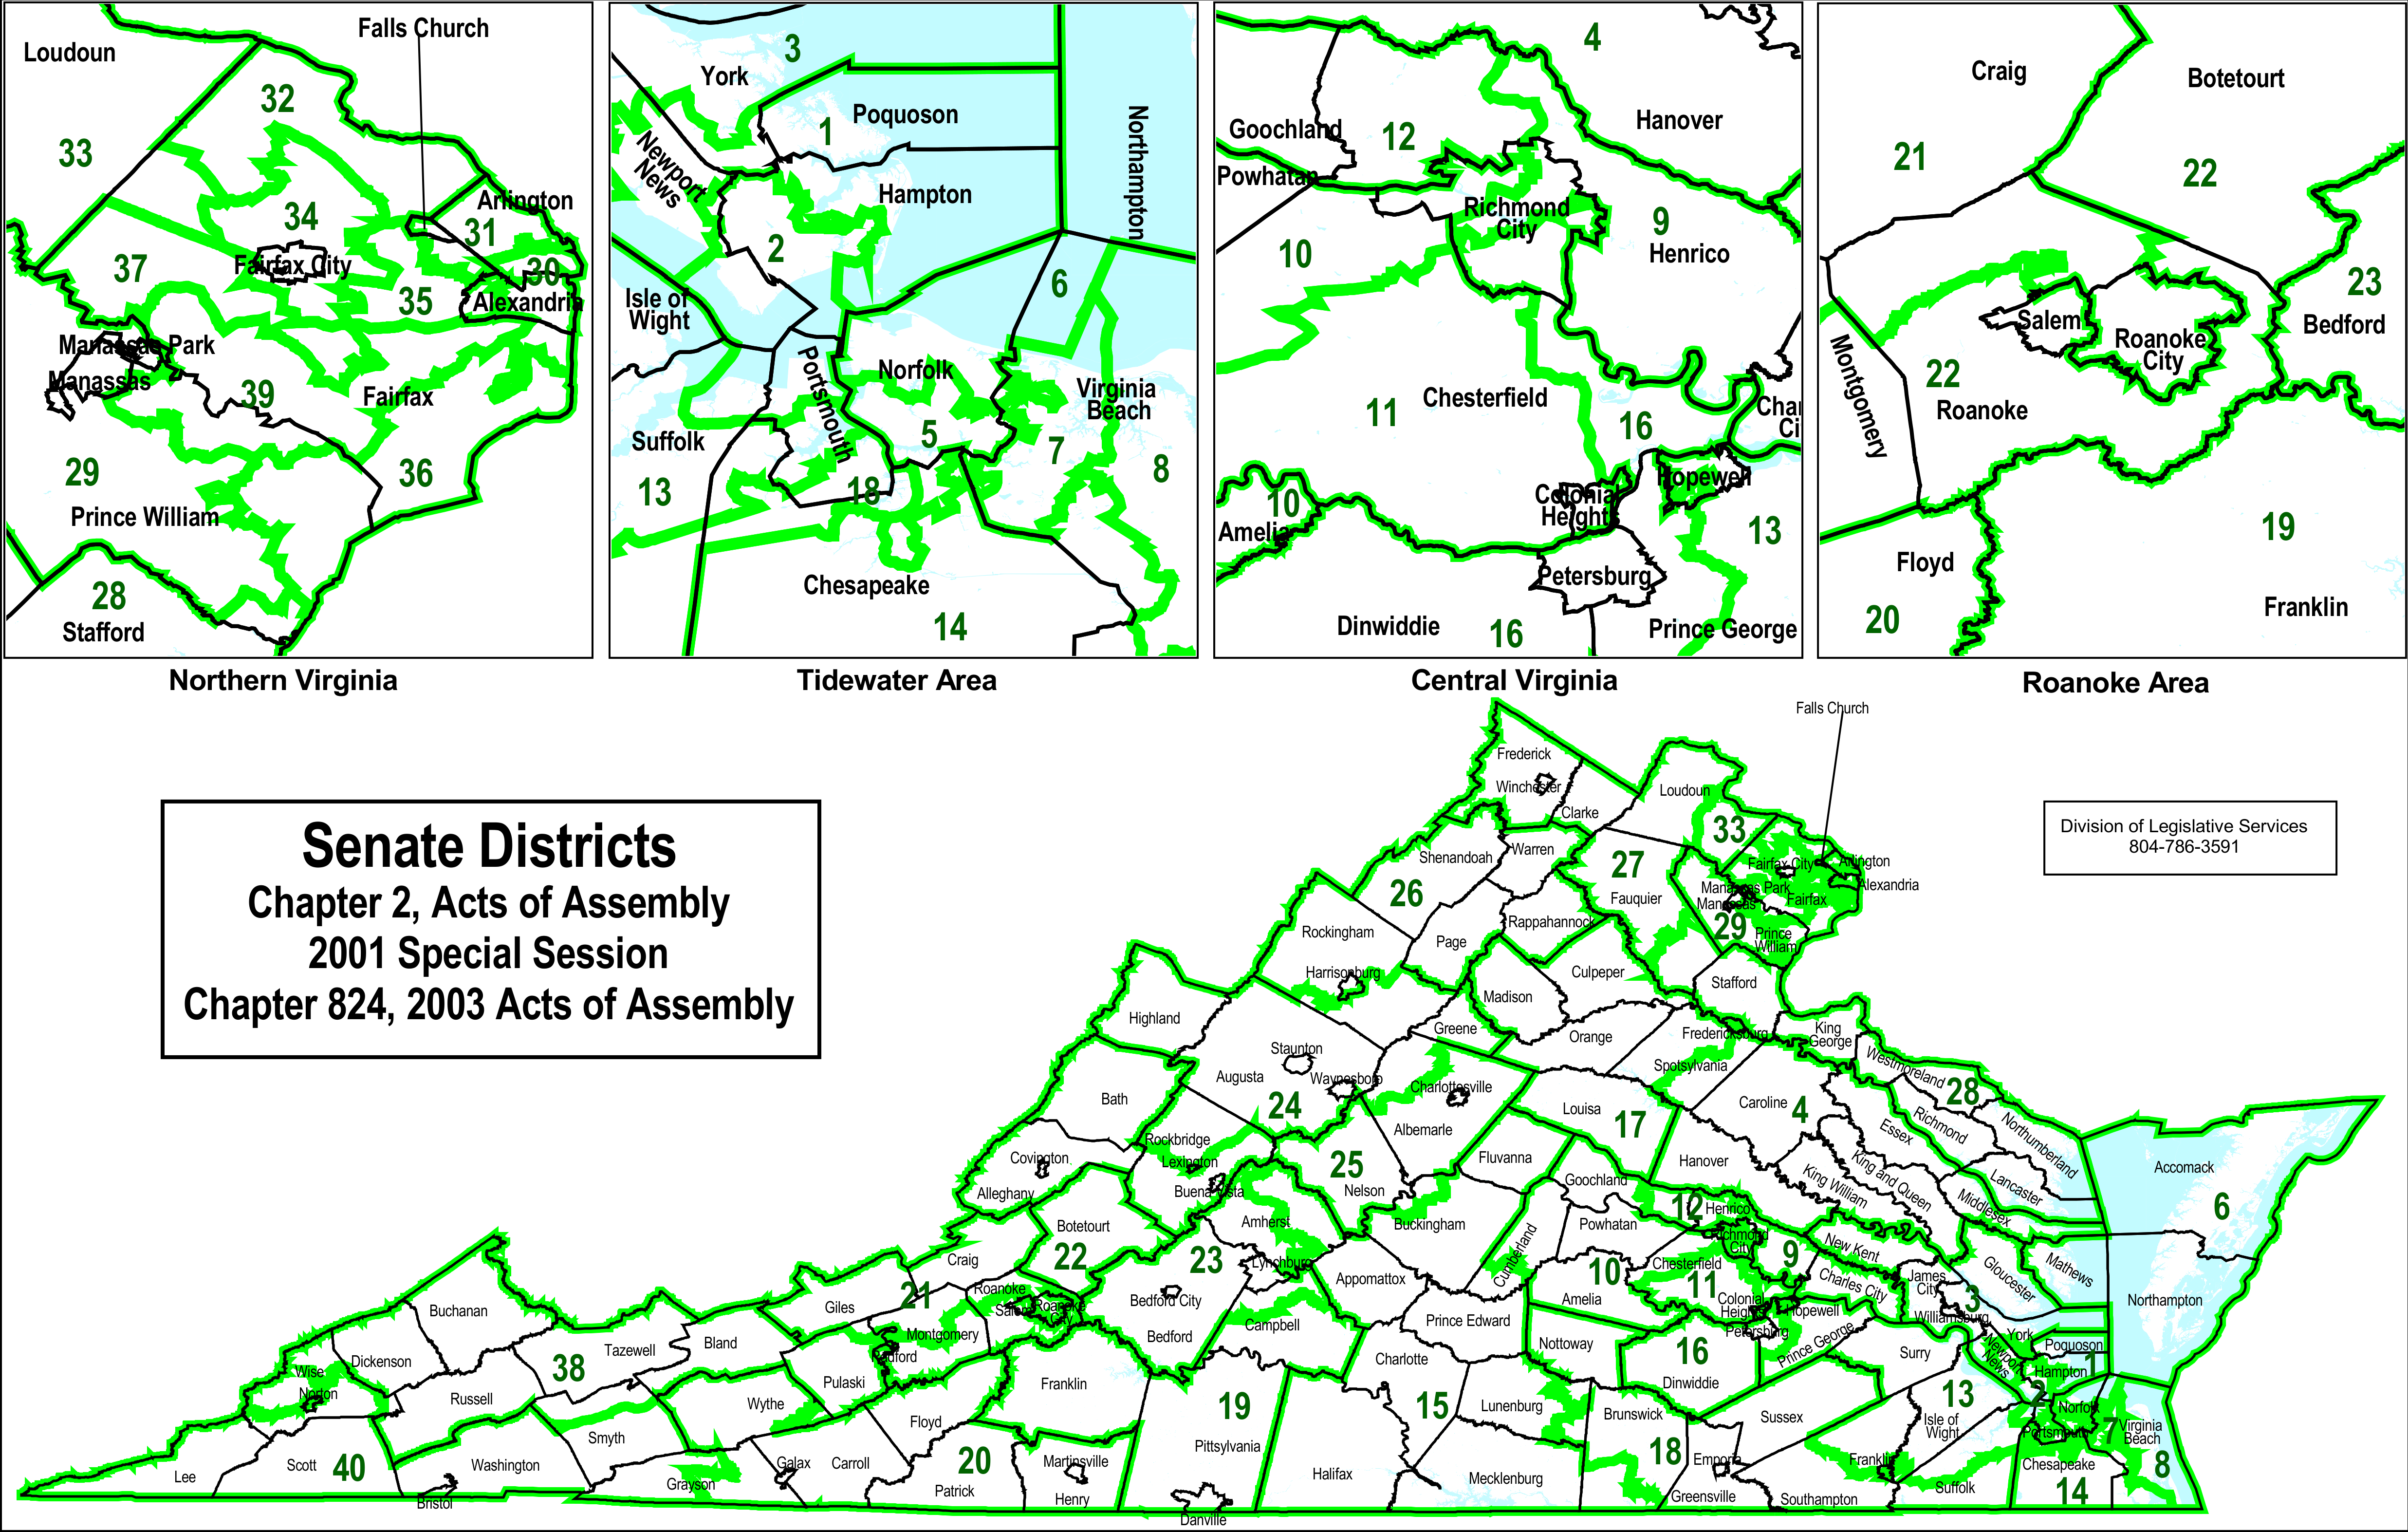 Loudoun
Falls Church
32
33
Arlington
31
34
37
Fairfax City
30
35
Alexandria
Manassas Park
Manassas
39
Fairfax
29
36
Prince William
28
Stafford
Northern Virginia
3
York
Poquoson
1
Northampton
Newport
News
Hampton
2
6
Isle of
Wight
Portsmouth
Norfolk
Virginia
Beach
Suffolk
5
7
8
13
18
Chesapeake
14
Tidewater Area
4
Goochland
12
Hanover
Powhatan
Richmond
City
9
Henrico
10
Chesterfield
11
16
Char
Ci
10
Amelia
Colonial
Heights
Hopewell
13
Petersburg
Dinwiddie
16
Prince George
Central Virginia
Craig
Botetourt
21
22
23
Bedford
Salem
Roanoke
City
Montgomery
22
Roanoke
19
Floyd
20
Franklin
Roanoke Area
Senate Districts
Chapter 2, Acts of Assembly
2001 Special Session
Chapter 824, 2003 Acts of Assembly
Division of Legislative Services
804-786-3591
Falls Church
Frederick
Winchester
Clarke
Loudoun
33
Shenandoah
Warren
27
Fairfax City
Arlington
Alexandria
26
Fauquier
Manassas Park
Manassas
Fairfax
29
Prince
William
Rockingham
Page
Rappahannock
Harrisonburg
Culpeper
Stafford
Madison
Highland
Greene
Orange
Fredericksburg
King
George
Staunton
Spotsylvania
Westmoreland
Augusta
Waynesboro
Charlottesville
28
Bath
24
Louisa
17
Caroline
4
Essex
Richmond
Northumberland
Rockbridge
Albemarle
Covington
Lexington
25
Fluvanna
Hanover
King and Queen
Lancaster
Accomack
Alleghany
Buena Vista
Nelson
Goochland
King William
Middlesex
6
Botetourt
Amherst
Buckingham
Powhatan
12
Henrico
Richmond
City
New Kent
Craig
22
23
Lynchburg
Cumberland
Chesterfield
9
Gloucester
Mathews
21
Roanoke
Salem
Roanoke
City
Bedford City
Appomattox
10
11
Charles City
James
City
3
Northampton
Giles
Amelia
Colonial
Heights
Hopewell
Williamsburg
Buchanan
Montgomery
Bedford
Campbell
Prince Edward
Petersburg
Prince George
York
Poquoson
Dickenson
Tazewell
Bland
Radford
Nottoway
16
Surry
Newport
News
Hampton
1
Wise
38
Charlotte
Dinwiddie
Norton
Russell
Pulaski
Franklin
19
15
13
2
Wythe
Floyd
Lunenburg
Brunswick
Sussex
Isle of
Wight
Norfolk
Portsmouth
7
Virginia
Beach
Smyth
Pittsylvania
Lee
Scott
40
Washington
Galax
Carroll
20
Martinsville
Halifax
Mecklenburg
18
Emporia
Franklin
Chesapeake
8
Bristol
Grayson
Patrick
Henry
Danville
Greensville
Southampton
Suffolk
14